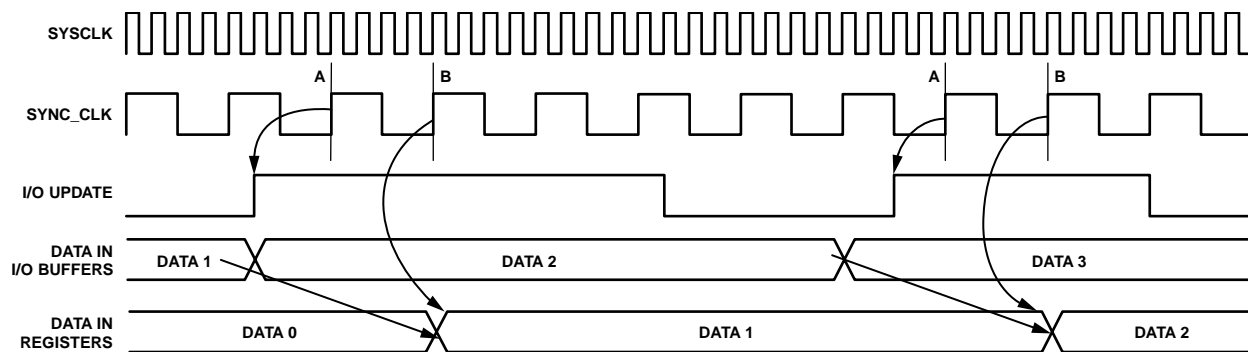 SYSCLK
A B A B
SYNC_CLK
I/O UPDATE
DATA IN
I/O BUFFERS
DATA 1 DATA 2 DATA 3
DATA IN
REGISTERS
DATA 0 DATA 1 DATA 2